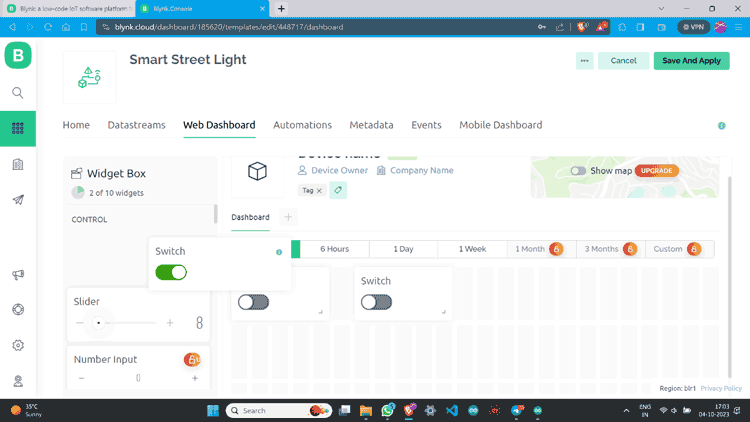 Blynk: a low-code IoT software platform f
Blynk.Console
blynk.cloud/dashboard/185620/templates/edit/448717/dashboard
VPN
B
Smart Street Light
Cancel
Save And Apply
Home
Datastreams
Web Dashboard
Automations
Metadata
Events
Mobile Dashboard
Widget Box
2 of 10 widgets
CONTROL
Device name
Device Owner
Company Name
Tag
Show map
UPGRADE
Dashboard
6 Hours
1 Day
1 Week
1 Month
3 Months
Custom
Switch
Switch
Slider
Number Input
0
Region: blr1
Privacy Policy
35°C
Sunny
Search
ENG
IN
17:03
04-10-2023